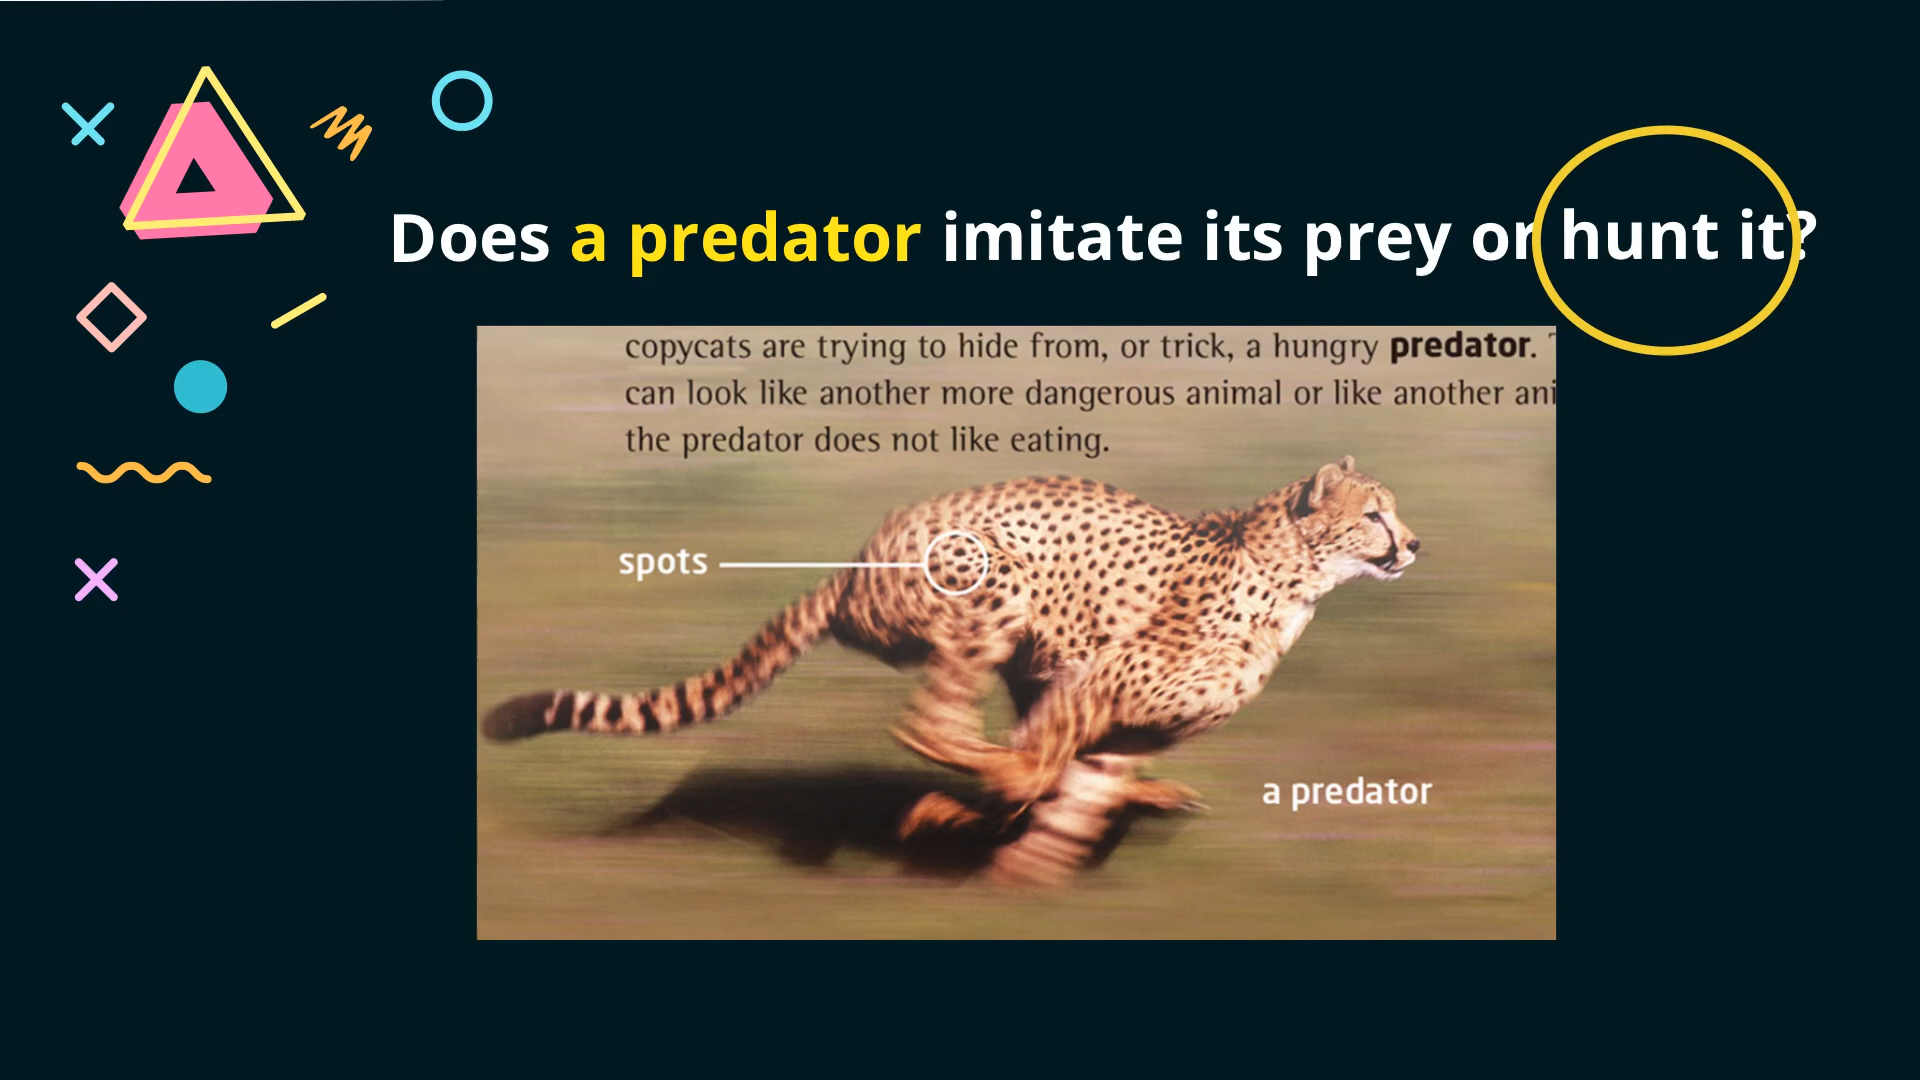 Does a predator imitate its prey or hunt it?
copycats are trying to hide from, or trick, a hungry predator.
can look like another more dangerous animal or like another ani
the predator does not like eating.
spots
a predator